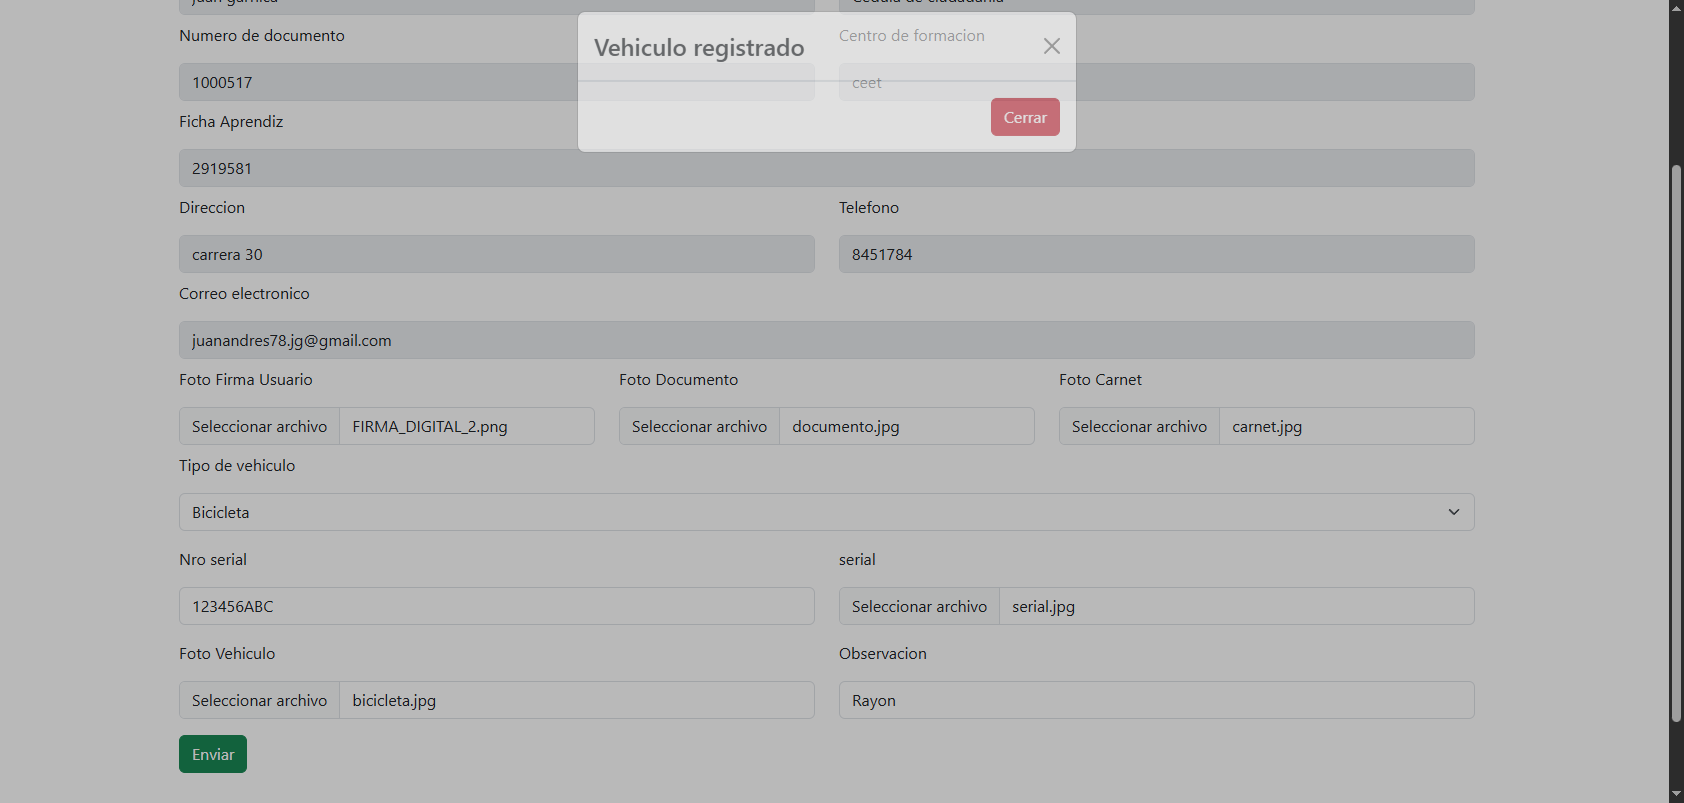 juan garnica
Cedula de ciudadania
Vehiculo registrado
Cerrar
Numero de documento
Centro de formacion
1000517
ceet
Ficha Aprendiz
2919581
Direccion
Telefono
carrera 30
8451784
Correo electronico
juanandres78.jg@gmail.com
Foto Firma Usuario
Foto Documento
Foto Carnet
Seleccionar archivo FIRMA_DIGITAL_2.png
Seleccionar archivo documento.jpg
Seleccionar archivo carnet.jpg
Tipo de vehiculo
Bicicleta
Nro serial
serial
123456ABC
Seleccionar archivo serial.jpg
Foto Vehiculo
Observacion
Seleccionar archivo bicicleta.jpg
Rayon
Enviar